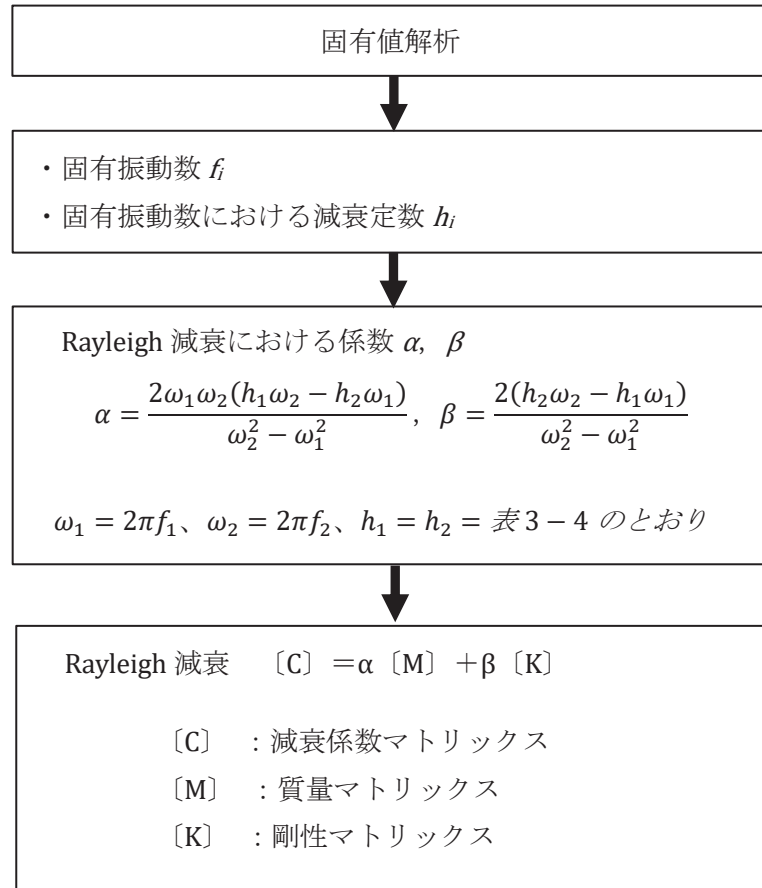 固有値解析
・固有振動数 fᵢ
・固有振動数における減衰定数 hᵢ
Rayleigh 減衰における係数 α, β
α = 2ω₁ω₂(h₁ω₂ − h₂ω₁) / (ω₂² − ω₁²) , β = 2(h₂ω₂ − h₁ω₁) / (ω₂² − ω₁²)
ω₁ = 2πf₁、ω₂ = 2πf₂、h₁ = h₂ = 表 3 − 4 のとおり
Rayleigh 減衰 〔C〕＝α〔M〕＋β〔K〕
〔C〕：減衰係数マトリックス
〔M〕：質量マトリックス
〔K〕：剛性マトリックス